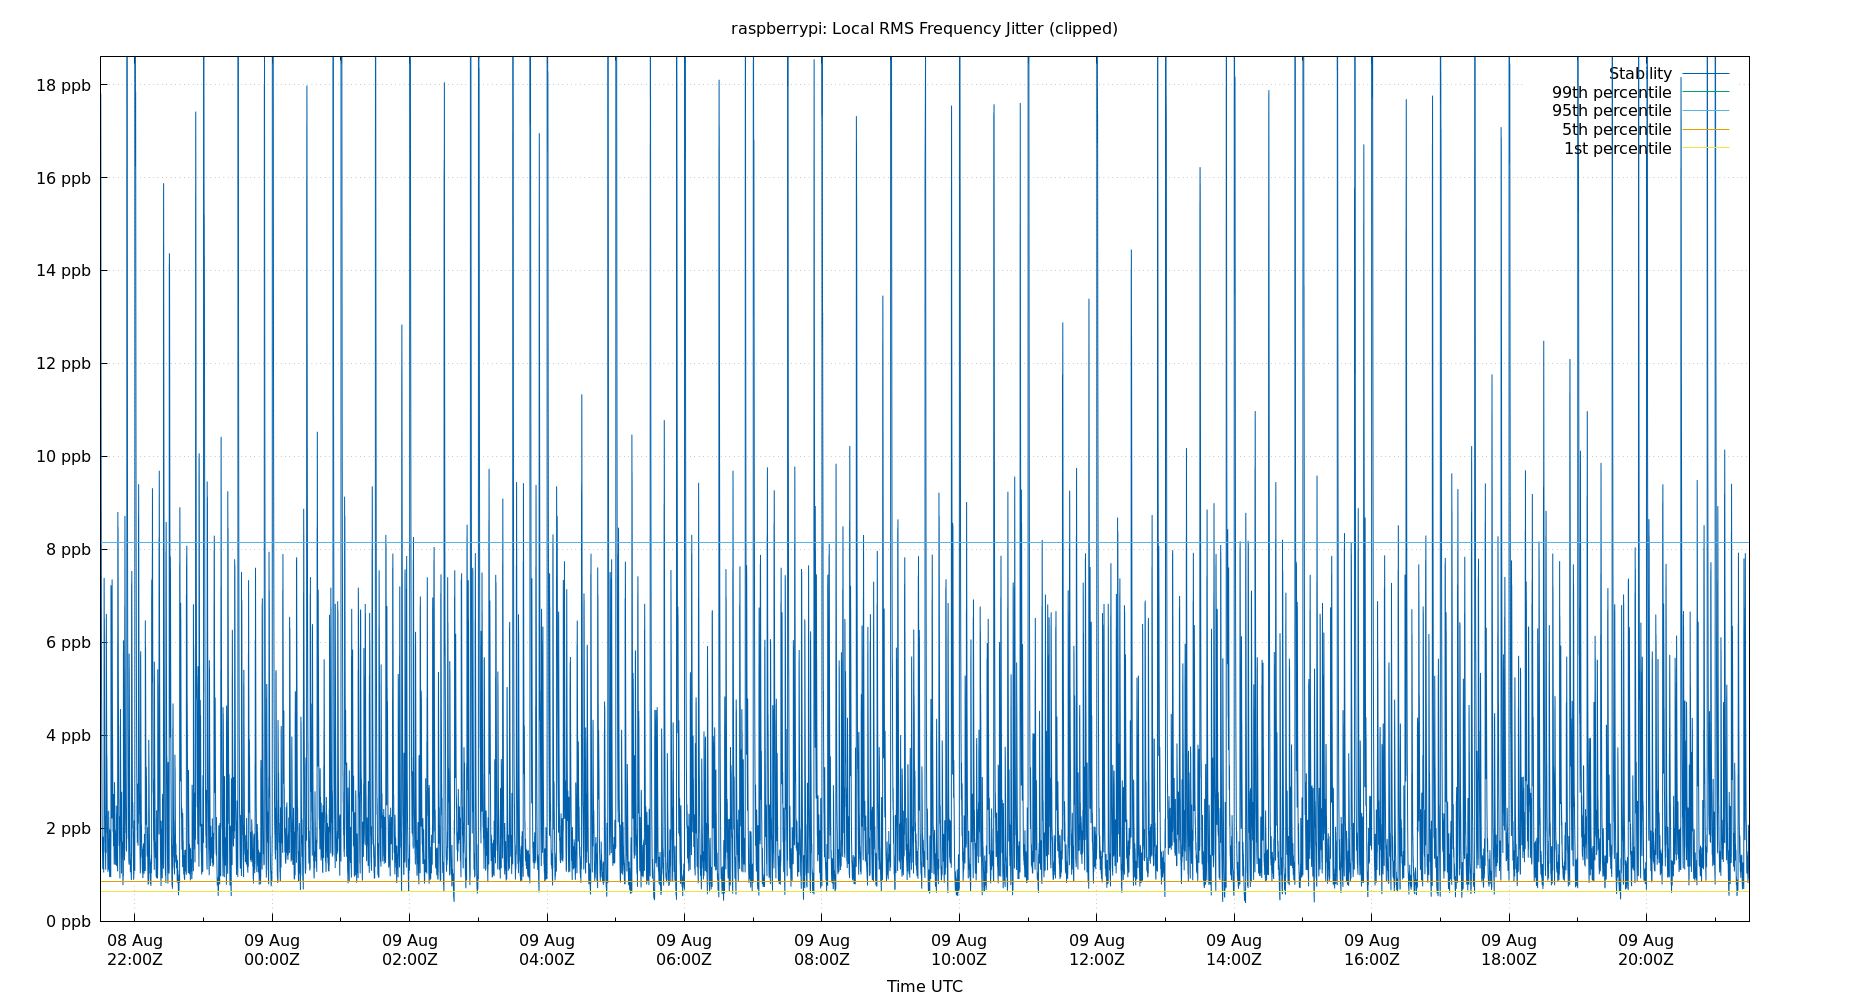 raspberrypi: Local RMS Frequency Jitter (clipped)
18 ppb
16 ppb
14 ppb
12 ppb
10 ppb
8 ppb
6 ppb
4 ppb
2 ppb
0 ppb
Stability
99th percentile
95th percentile
5th percentile
1st percentile
08 Aug 09 Aug 09 Aug 09 Aug 09 Aug 09 Aug 09 Aug 09 Aug 09 Aug 09 Aug 09 Aug 09 Aug
22:00Z 00:00Z 02:00Z 04:00Z 06:00Z 08:00Z 10:00Z 12:00Z 14:00Z 16:00Z 18:00Z 20:00Z
Time UTC